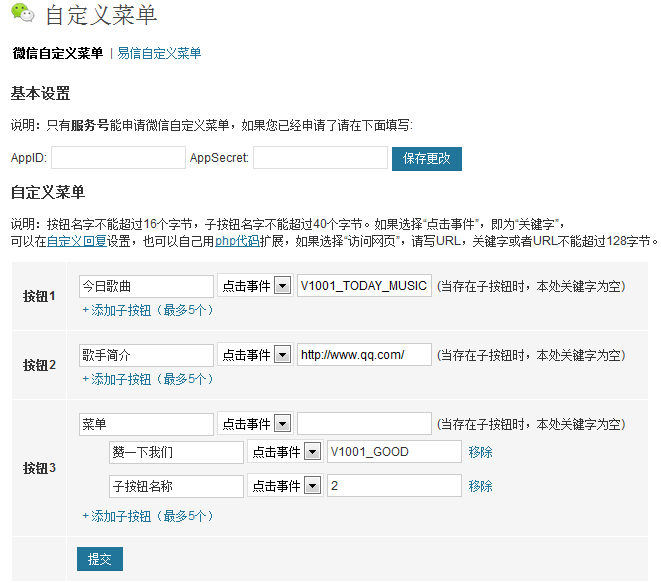 自定义菜单
微信自定义菜单 | 易信自定义菜单
基本设置
说明：只有服务号能申请微信自定义菜单，如果您已经申请了请在下面填写:
AppID: AppSecret: 保存更改
自定义菜单
说明：按钮名字不能超过16个字节，子按钮名字不能超过40个字节。如果选择“点击事件”，即为“关键字”，
可以在自定义回复设置，也可以自己用php代码扩展，如果选择“访问网页”，请写URL，关键字或者URL不能超过128字节。
按钮1 今日歌曲 点击事件 V1001_TODAY_MUSIC (当存在子按钮时，本处关键字为空)
+添加子按钮（最多5个）
按钮2 歌手简介 点击事件 http://www.qq.com/ (当存在子按钮时，本处关键字为空)
+添加子按钮（最多5个）
菜单 点击事件 (当存在子按钮时，本处关键字为空)
赞一下我们 点击事件 V1001_GOOD 移除
按钮3
子按钮名称 点击事件 2 移除
+添加子按钮（最多5个）
提交